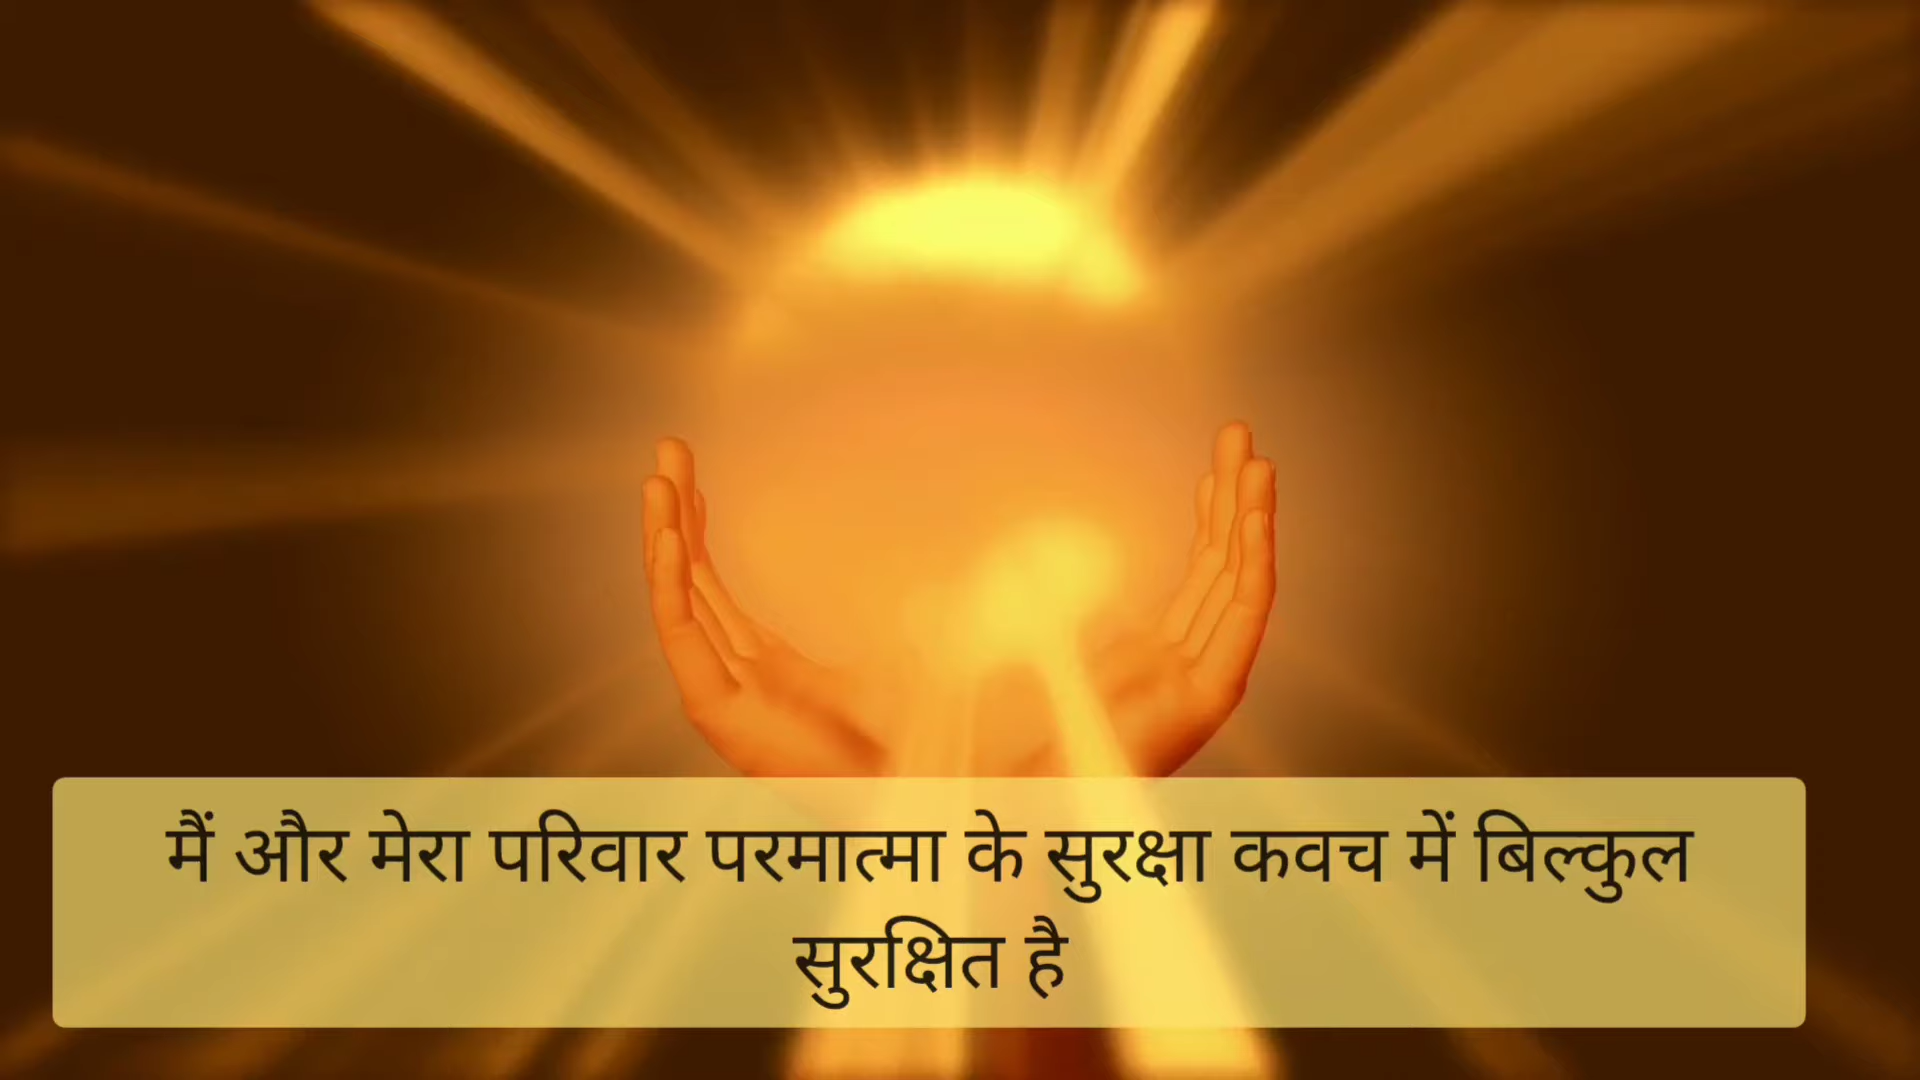 मैं और मेरा परिवार परमात्मा के सुरक्षा कवच में बिल्कुल
सुरक्षित है